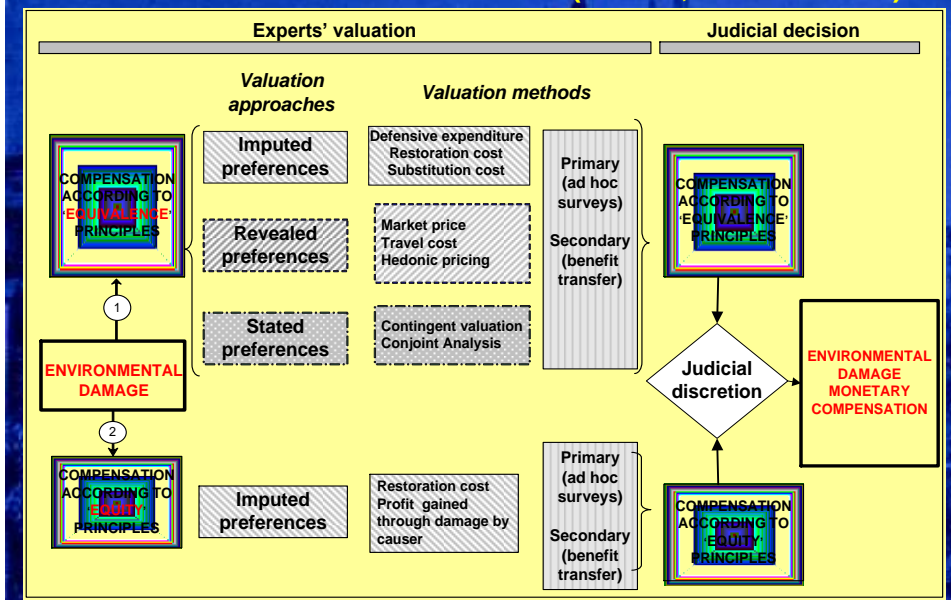 Experts' valuation
Judicial decision
Valuation
approaches
Valuation methods
COMPENSATION
ACCORDING TO
'EQUIVALENCE'
PRINCIPLES
Imputed
preferences
Defensive expenditure
Restoration cost
Substitution cost
Revealed
preferences
Market price
Travel cost
Hedonic pricing
Stated
preferences
Contingent valuation
Conjoint Analysis
Primary
(ad hoc
surveys)
Secondary
(benefit
transfer)
COMPENSATION
ACCORDING TO
'EQUIVALENCE'
PRINCIPLES
1
ENVIRONMENTAL
DAMAGE
2
Judicial
discretion
ENVIRONMENTAL
DAMAGE
MONETARY
COMPENSATION
COMPENSATION
ACCORDING TO
'EQUITY'
PRINCIPLES
Imputed
preferences
Restoration cost
Profit gained
through damage by
causer
Primary
(ad hoc
surveys)
Secondary
(benefit
transfer)
COMPENSATION
ACCORDING TO
'EQUITY'
PRINCIPLES